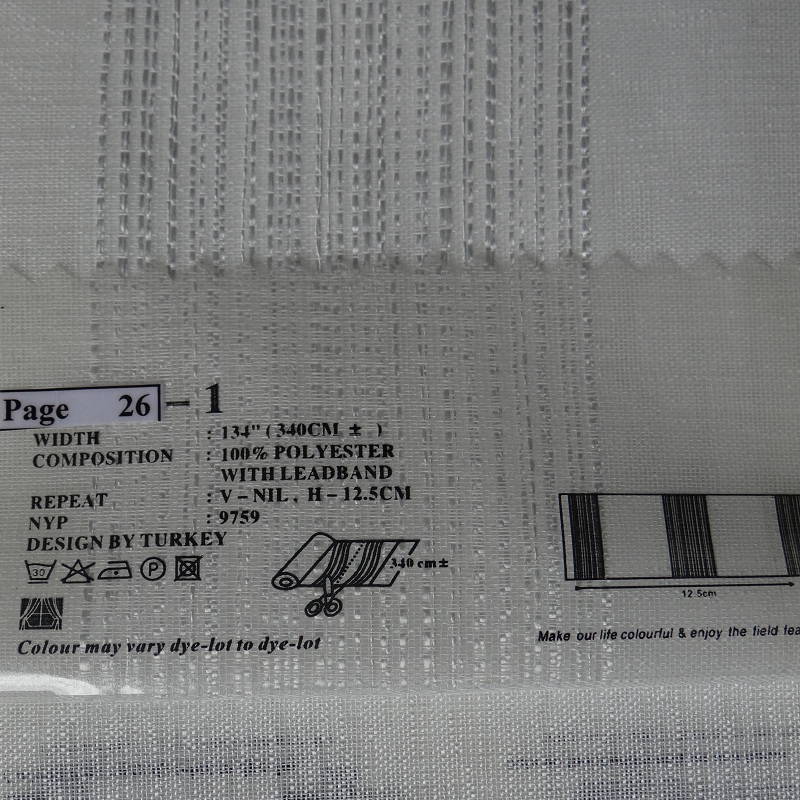 Page 26 - 1
WIDTH : 134" ( 340CM ± )
COMPOSITION : 100% POLYESTER
WITH LEADBAND
REPEAT : V - NIL, H - 12.5CM
NYP : 9759
DESIGN BY TURKEY
30 P
340 cm±
12.5cm
Colour may vary dye-lot to dye-lot
Make our life colourful & enjoy the field